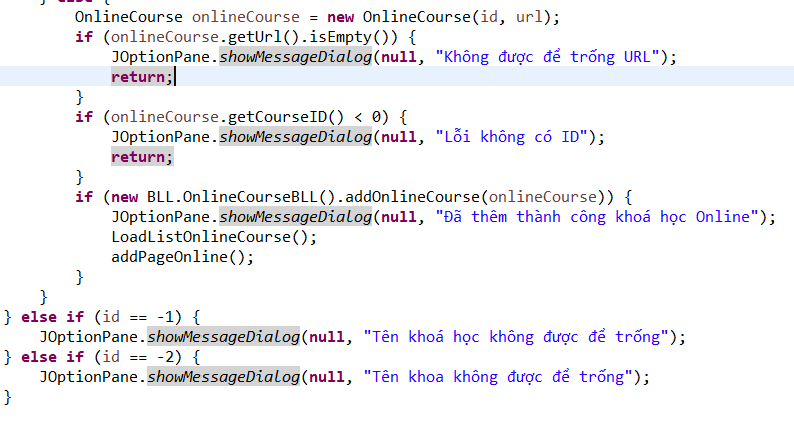 } else {
OnlineCourse onlineCourse = new OnlineCourse(id, url);
if (onlineCourse.getUrl().isEmpty()) {
JOptionPane.showMessageDialog(null, "Không được để trống URL");
return;
}
if (onlineCourse.getCourseID() < 0) {
JOptionPane.showMessageDialog(null, "Lỗi không có ID");
return;
}
if (new BLL.OnlineCourseBLL().addOnlineCourse(onlineCourse)) {
JOptionPane.showMessageDialog(null, "Đã thêm thành công khoá học Online");
LoadListOnlineCourse();
addPageOnline();
}
}
} else if (id == -1) {
JOptionPane.showMessageDialog(null, "Tên khoá học không được để trống");
} else if (id == -2) {
JOptionPane.showMessageDialog(null, "Tên khoa không được để trống");
}